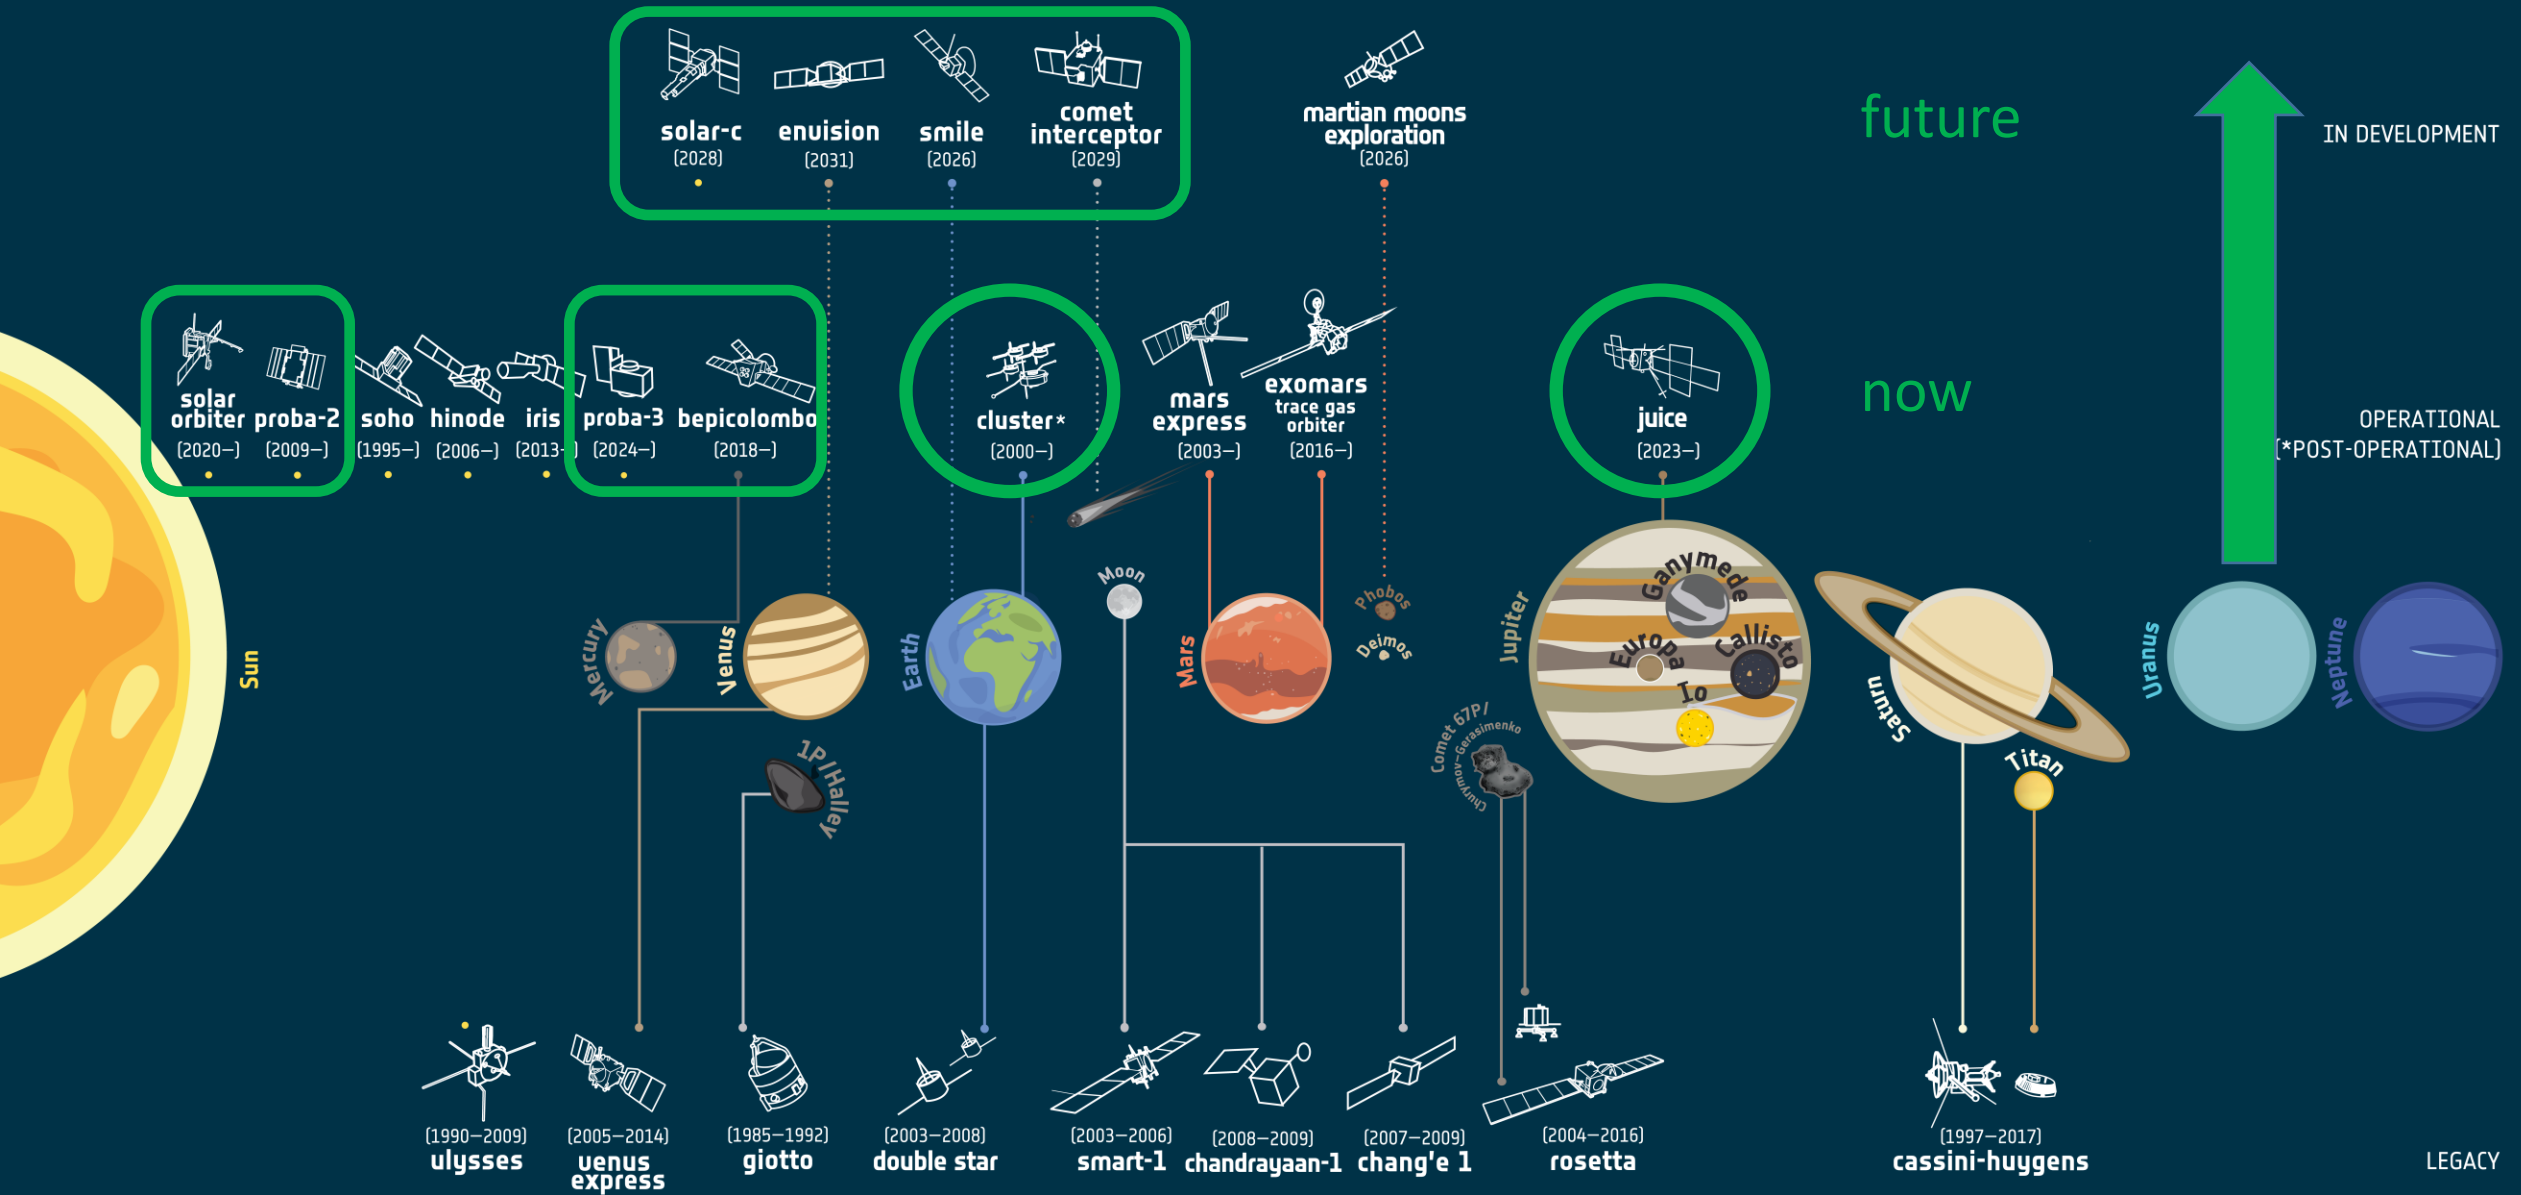 solar-c
(2028)
envision
(2031)
smile
(2026)
comet
interceptor
(2029)
martian moons
exploration
(2026)
future
IN DEVELOPMENT
solar
orbiter
(2020–)
proba-2
(2009–)
soho
(1995–)
hinode
(2006–)
iris
(2013-)
proba-3
(2024–)
bepicolombo
(2018–)
cluster*
(2000–)
mars
express
(2003–)
exomars
trace gas
orbiter
(2016–)
juice
(2023–)
now
OPERATIONAL
(*POST-OPERATIONAL)
Sun
Mercury
Venus
1P/Halley
Earth
Moon
Mars
Phobos
Deimos
Comet 67P/
Churyumov-Gerasimenko
Jupiter
Ganymede
Europa
Callisto
Io
Saturn
Titan
Uranus
Neptune
(1990–2009)
ulysses
(2005–2014)
venus
express
(1985–1992)
giotto
(2003–2008)
double star
(2003–2006)
smart-1
(2008–2009)
chandrayaan-1
(2007–2009)
chang'e 1
(2004–2016)
rosetta
(1997–2017)
cassini-huygens
LEGACY